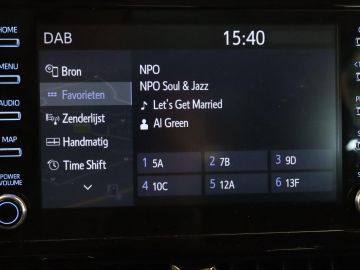 DAB
15:40
HOME
MENU
AUDIO
MAP
POWER
VOLUME
Bron
Favorieten
Zenderlijst
Handmatig
Time Shift
NPO
NPO Soul & Jazz
Let's Get Married
Al Green
1 5A
2 7B
3 9D
4 10C
5 12A
6 13F